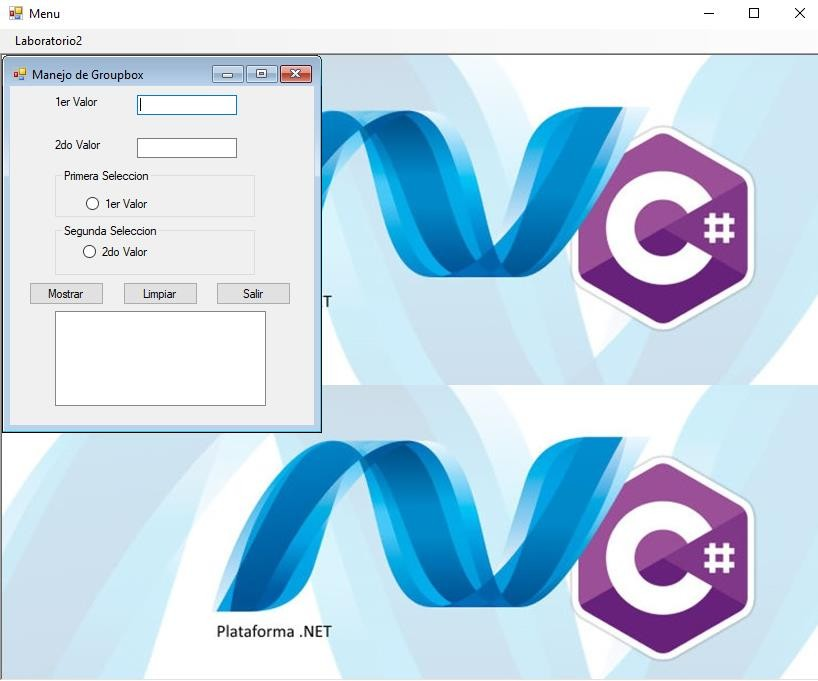 Menu
Laboratorio2
Manejo de Groupbox
1er Valor
2do Valor
Primera Seleccion
1er Valor
Segunda Seleccion
2do Valor
Mostrar Limpiar Salir
T
C#
Plataforma .NET
C#